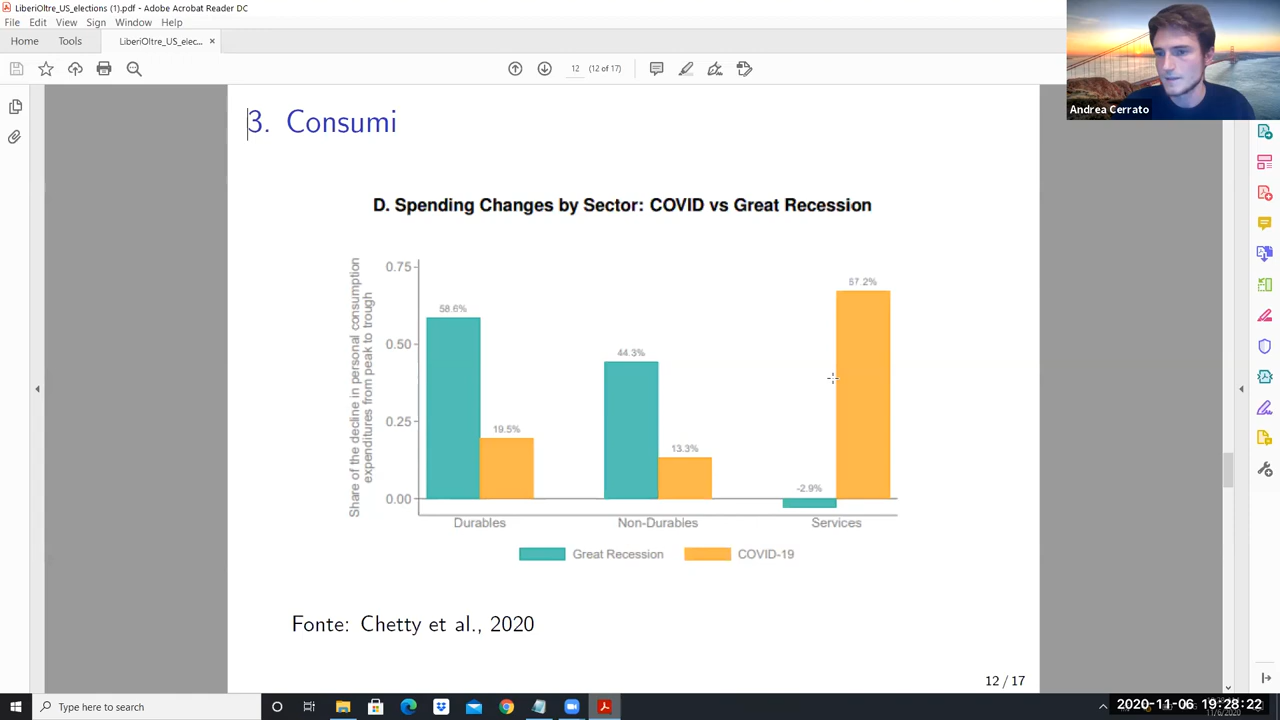 LiberiOltre_US_elections (1).pdf - Adobe Acrobat Reader DC
File Edit View Sign Window Help
Home Tools LiberiOltre_US_elec... ×
12 (12 of 17)
Andrea Cerrato
3. Consumi
D. Spending Changes by Sector: COVID vs Great Recession
Share of the decline in personal consumption
expenditures from peak to trough
0.75
0.50
0.25
0.00
58.6%
19.5%
44.3%
13.3%
-2.9%
67.2%
Durables Non-Durables Services
Great Recession COVID-19
Fonte: Chetty et al., 2020
12 / 17
Type here to search
2020-11-06 19:28:22
11/6/2020